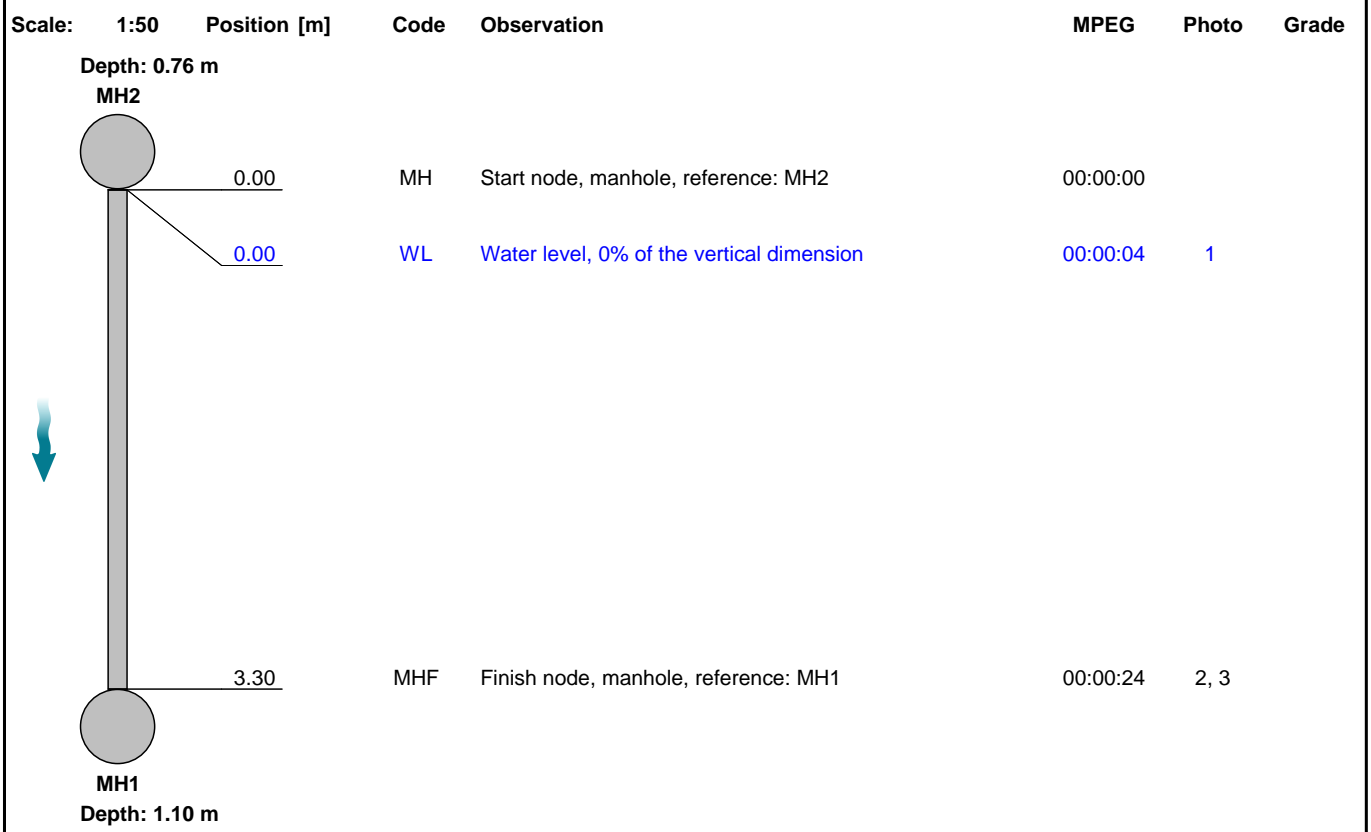 Scale: 1:50 Position [m] Code Observation MPEG Photo Grade
Depth: 0.76 m
MH2
0.00 MH Start node, manhole, reference: MH2 00:00:00
0.00 WL Water level, 0% of the vertical dimension 00:00:04 1
3.30 MHF Finish node, manhole, reference: MH1 00:00:24 2, 3
MH1
Depth: 1.10 m